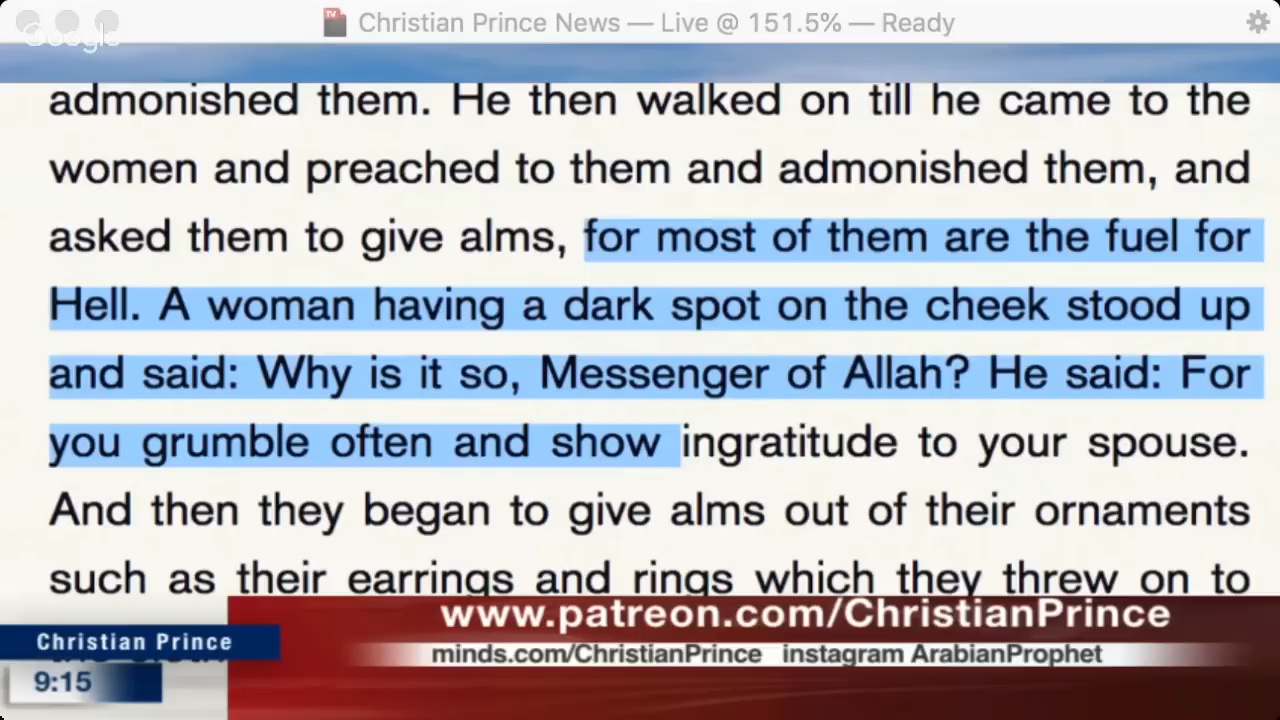 Christian Prince News — Live @ 151.5% — Ready
Google
admonished them. He then walked on till he came to the
women and preached to them and admonished them, and
asked them to give alms, for most of them are the fuel for
Hell. A woman having a dark spot on the cheek stood up
and said: Why is it so, Messenger of Allah? He said: For
you grumble often and show ingratitude to your spouse.
And then they began to give alms out of their ornaments
such as their earrings and rings which they threw on to
www.patreon.com/ChristianPrince
Christian Prince
minds.com/ChristianPrince instagram ArabianProphet
9:15